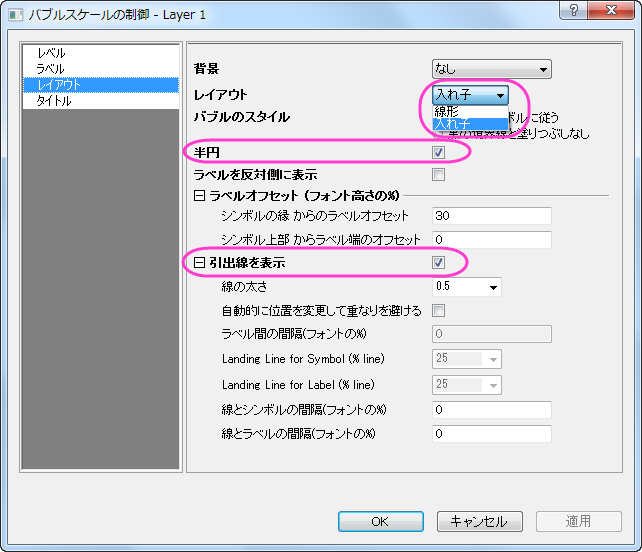 バブルスケールの制御 - Layer 1
レベル
ラベル
レイアウト
タイトル
背景 なし
レイアウト 入れ子
線形
入れ子
バブルのスタイル ボルに従う
塗りつぶしなし
半円
ラベルを反対側に表示
ラベルオフセット (フォント高さの%)
シンボルの縁 からのラベルオフセット 30
シンボル上部 からラベル端のオフセット 0
引出線を表示
線の太さ 0.5
自動的に位置を変更して重なりを避ける
ラベル間の間隔(フォントの%) 0
Landing Line for Symbol (% line) 25
Landing Line for Label (% line) 25
線とシンボルの間隔(フォントの%) 0
線とラベルの間隔(フォントの%) 0
OK キャンセル 適用